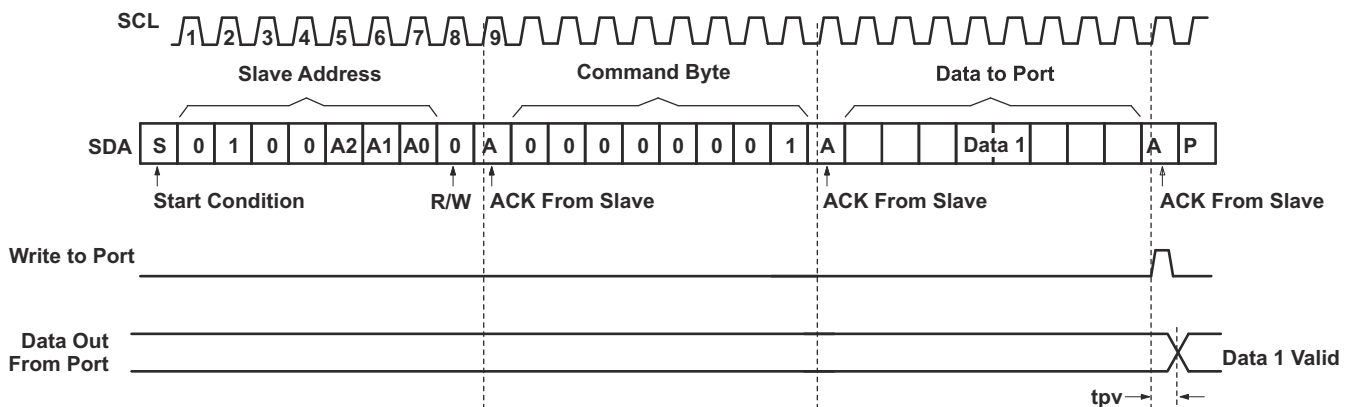 SCL
1 2 3 4 5 6 7 8 9
Slave Address Command Byte Data to Port
SDA S 0 1 0 0 A2 A1 A0 0 A 0 0 0 0 0 0 0 1 A Data 1 A P
Start Condition R/W ACK From Slave ACK From Slave ACK From Slave
Write to Port
Data Out
From Port
Data 1 Valid
tpv